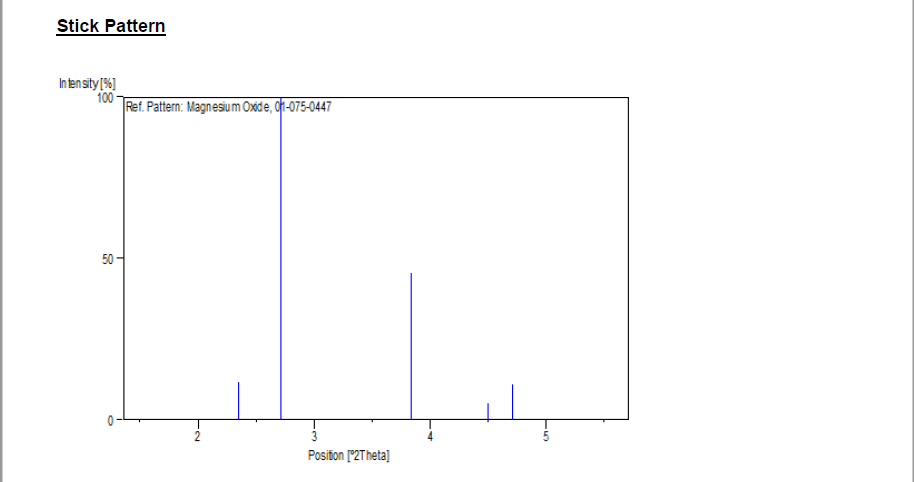 Stick Pattern
Intensity [%]
100
Ref. Pattern: Magnesium Oxide, 01-075-0447
50
0
2
3
4
5
Position [°2Theta]